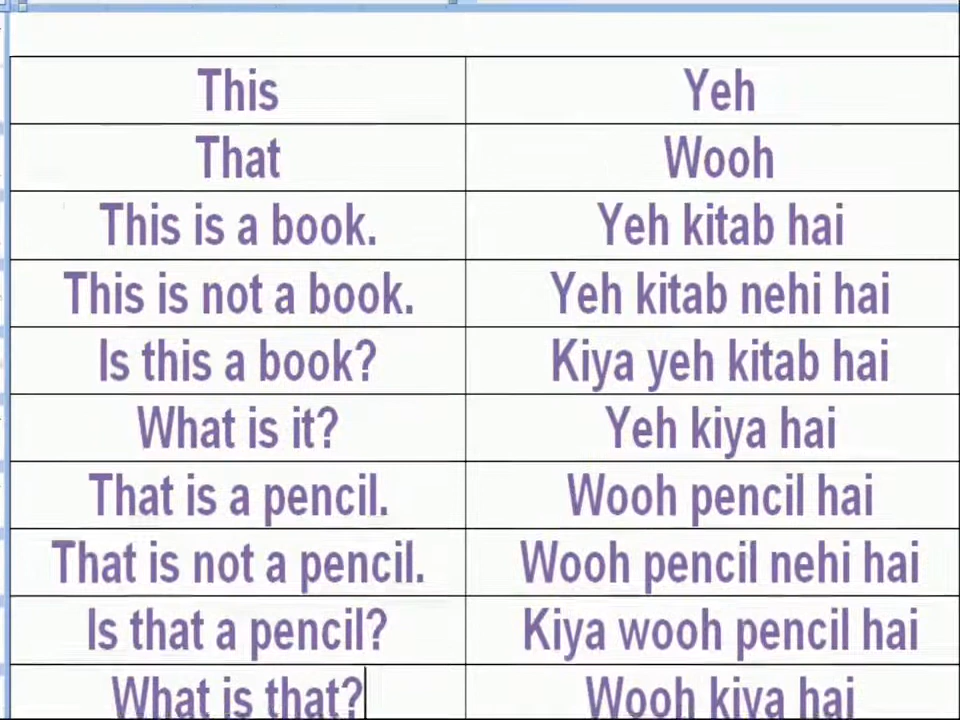 This Yeh
That Wooh
This is a book. Yeh kitab hai
This is not a book. Yeh kitab nehi hai
Is this a book? Kiya yeh kitab hai
What is it? Yeh kiya hai
That is a pencil. Wooh pencil hai
That is not a pencil. Wooh pencil nehi hai
Is that a pencil? Kiya wooh pencil hai
What is that? Wooh kiya hai